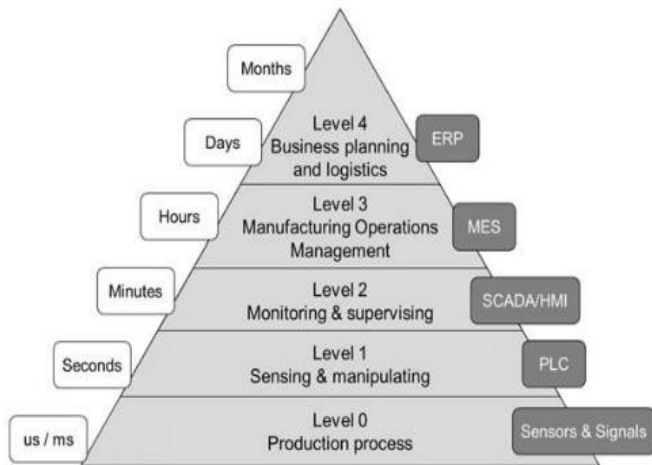 Months
Level 4
Business planning
and logistics
Days
ERP
Level 3
Manufacturing Operations
Management
Hours
MES
Level 2
Monitoring & supervising
Minutes
SCADA/HMI
Level 1
Sensing & manipulating
Seconds
PLC
Level 0
Production process
us / ms
Sensors & Signals